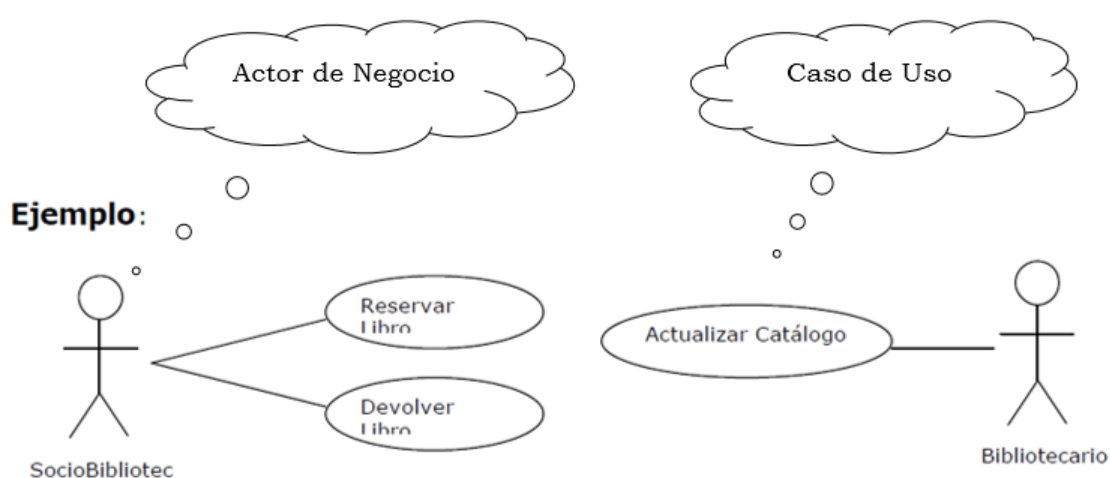 Actor de Negocio
Caso de Uso
Ejemplo:
Reservar
Libro
Actualizar Catálogo
Devolver
Libro
SocioBibliotec
Bibliotecario